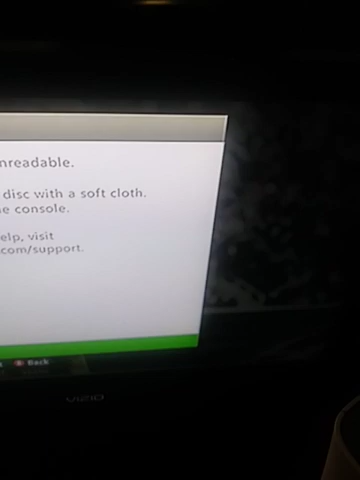 nreadable.
disc with a soft cloth.
e console.
elp, visit
com/support.
B Back
VIZIO